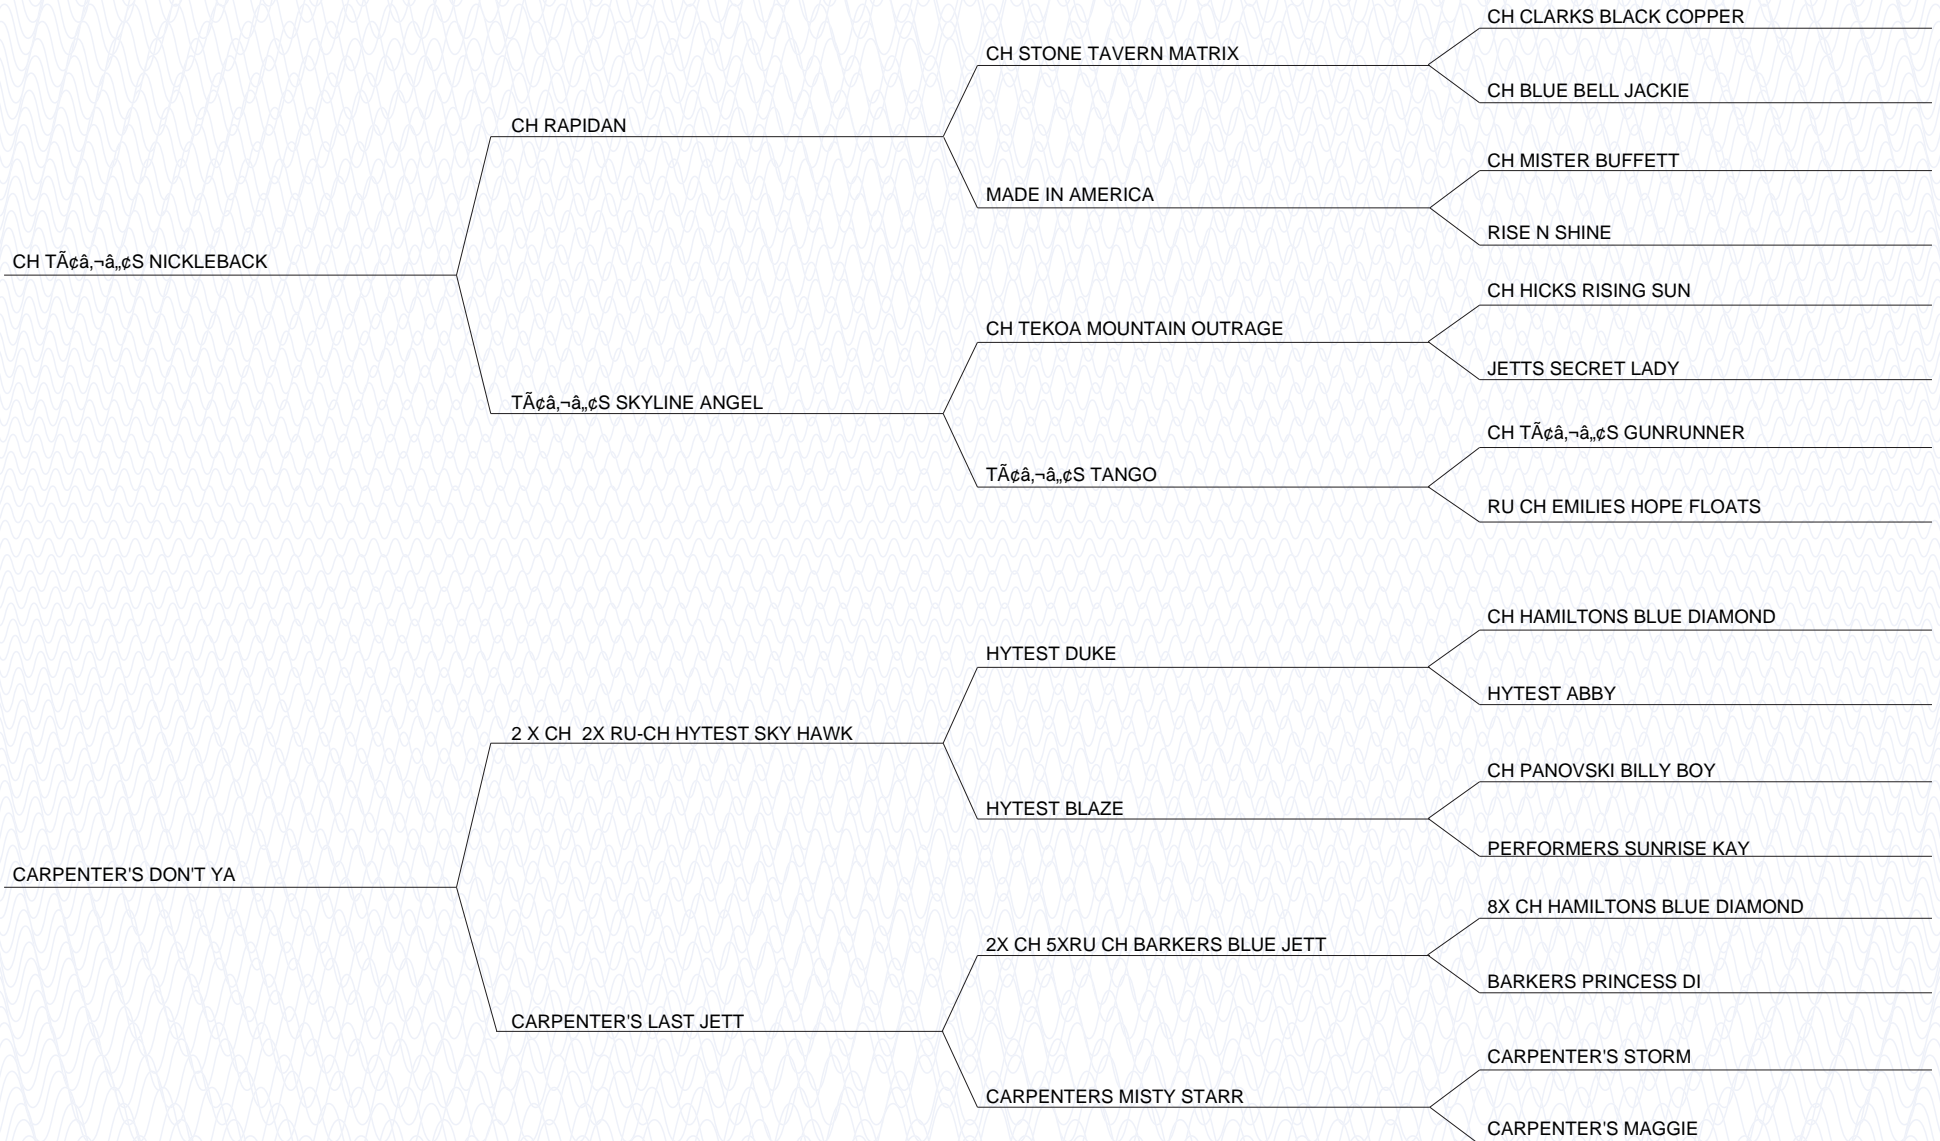 CH CLARKS BLACK COPPER
CH STONE TAVERN MATRIX
CH BLUE BELL JACKIE
CH RAPIDAN
CH MISTER BUFFETT
MADE IN AMERICA
RISE N SHINE
CH TÃ¢â‚¬â„¢S NICKLEBACK
CH HICKS RISING SUN
CH TEKOA MOUNTAIN OUTRAGE
JETTS SECRET LADY
TÃ¢â‚¬â„¢S SKYLINE ANGEL
CH TÃ¢â‚¬â„¢S GUNRUNNER
TÃ¢â‚¬â„¢S TANGO
RU CH EMILIES HOPE FLOATS
CH HAMILTONS BLUE DIAMOND
HYTEST DUKE
HYTEST ABBY
2 X CH  2X RU-CH HYTEST SKY HAWK
CH PANOVSKI BILLY BOY
HYTEST BLAZE
PERFORMERS SUNRISE KAY
CARPENTER'S DON'T YA
8X CH HAMILTONS BLUE DIAMOND
2X CH 5XRU CH BARKERS BLUE JETT
BARKERS PRINCESS DI
CARPENTER'S LAST JETT
CARPENTER'S STORM
CARPENTERS MISTY STARR
CARPENTER'S MAGGIE